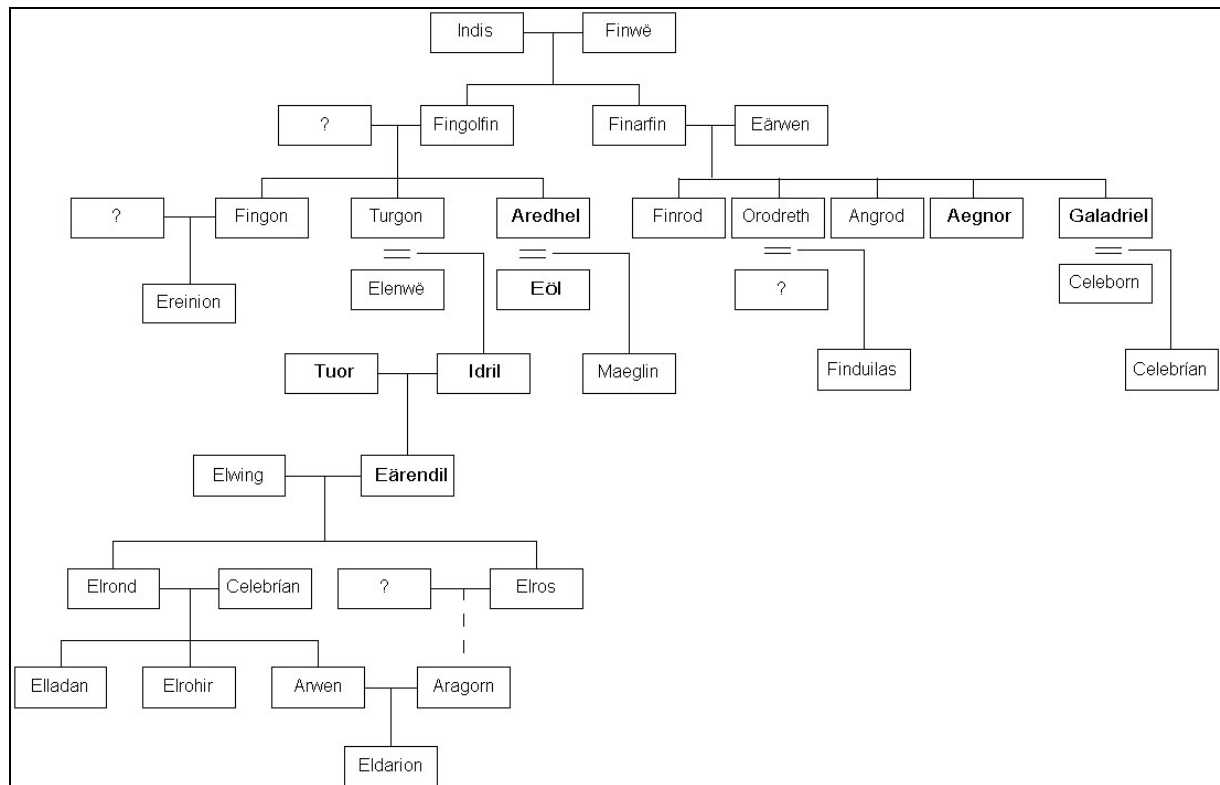 Indis
Finwë
?
Fingolfin
Finarfin
Eärwen
?
Fingon
Turgon
Aredhel
Finrod
Orodreth
Angrod
Aegnor
Galadriel
Ereinion
Elenwë
Eöl
?
Celeborn
Tuor
Idril
Maeglin
Finduilas
Celebrían
Elwing
Eärendil
Elrond
Celebrían
?
Elros
Elladan
Elrohir
Arwen
Aragorn
Eldarion